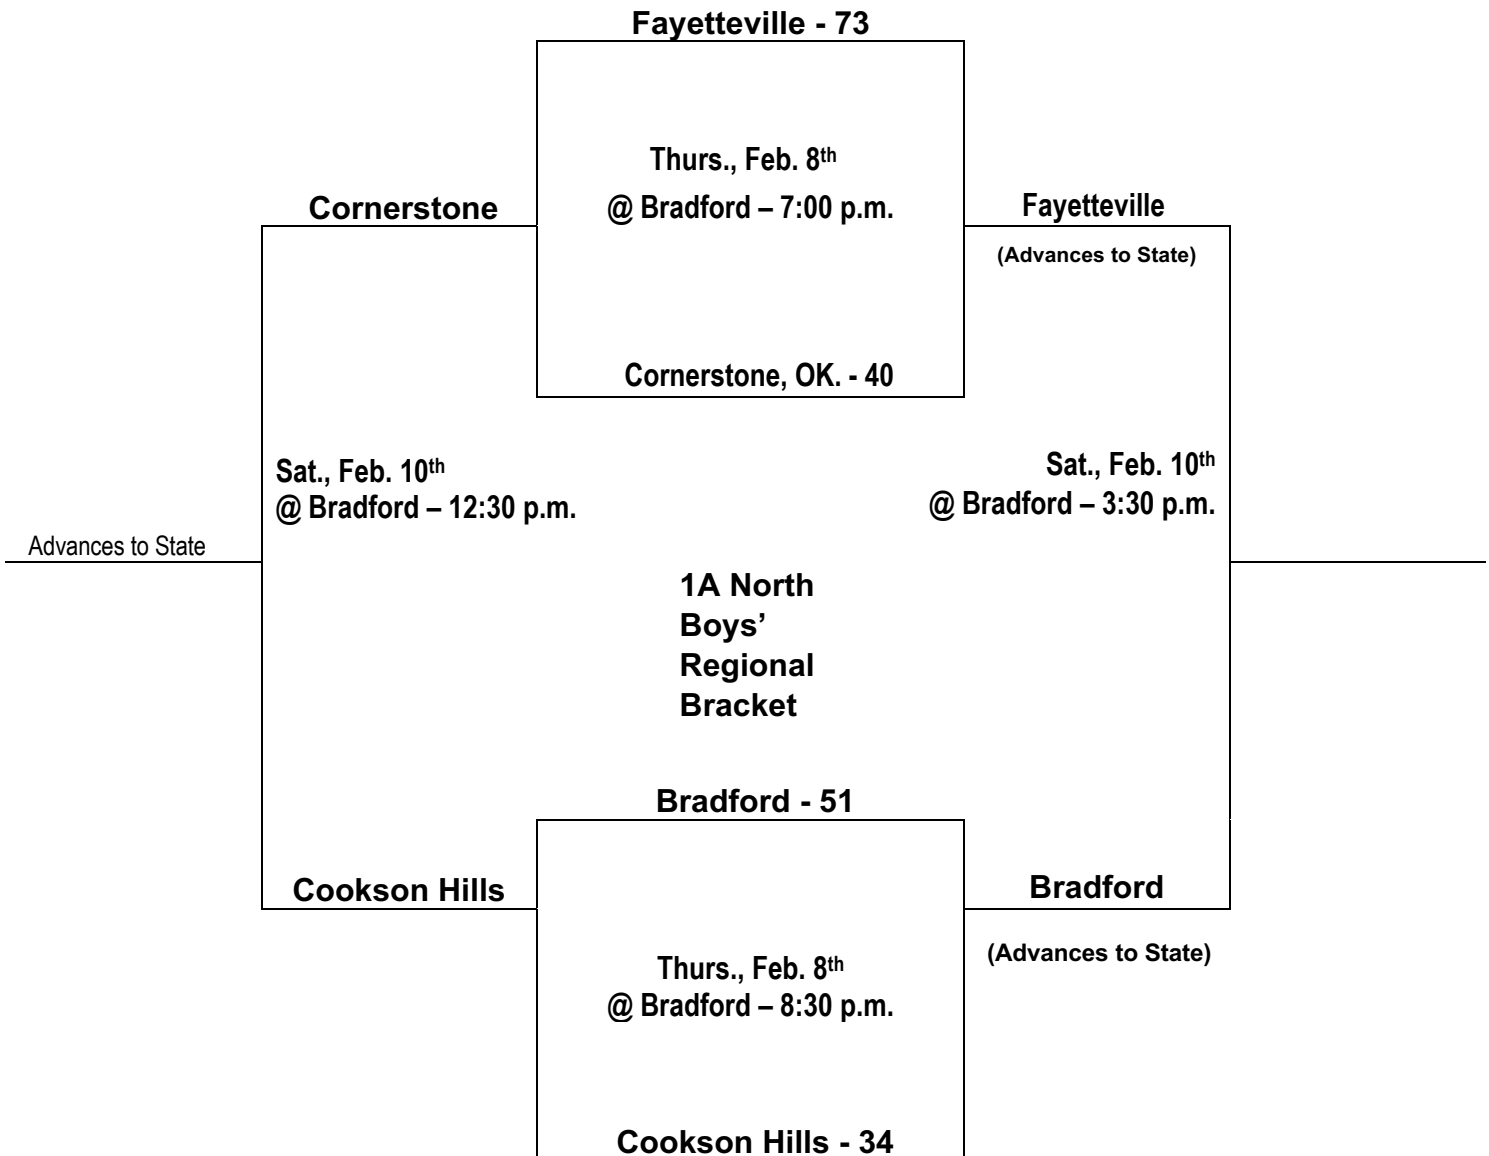 Fayetteville - 73
Thurs., Feb. 8th
@ Bradford – 7:00 p.m.
Cornerstone
Fayetteville
(Advances to State)
Cornerstone, OK. - 40
Sat., Feb. 10th
@ Bradford – 12:30 p.m.
Sat., Feb. 10th
@ Bradford – 3:30 p.m.
Advances to State
1A North
Boys’
Regional
Bracket
Bradford - 51
Cookson Hills
Bradford
(Advances to State)
Thurs., Feb. 8th
@ Bradford – 8:30 p.m.
Cookson Hills - 34